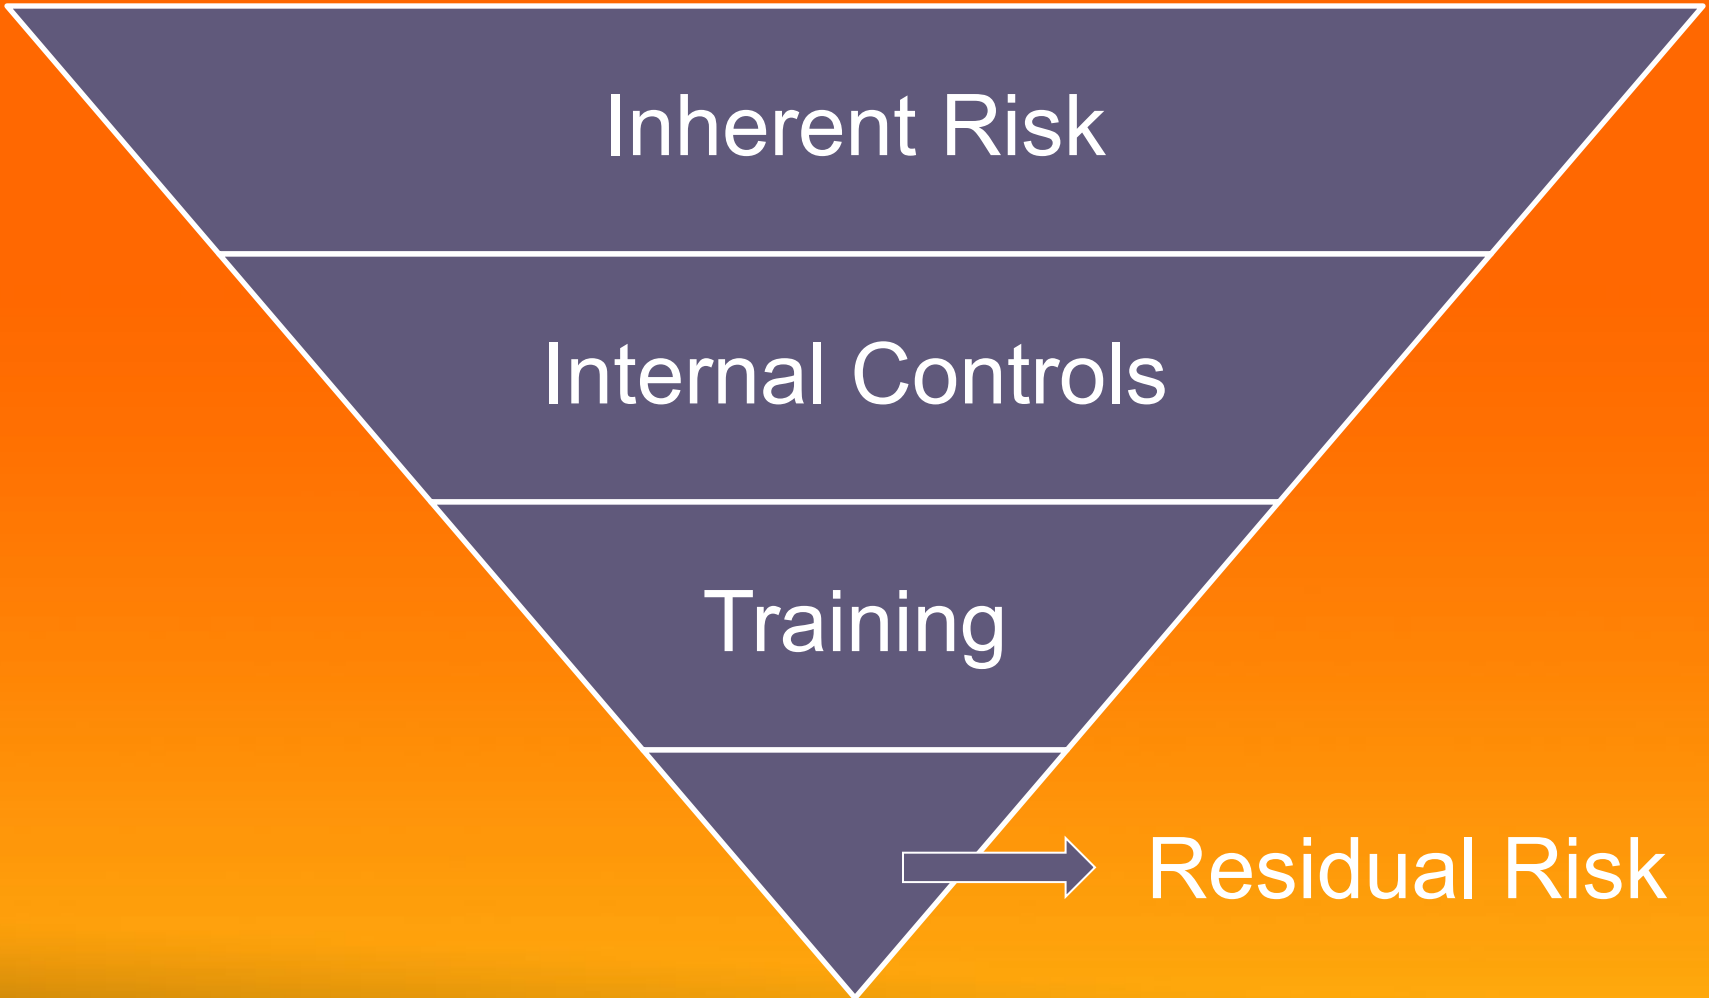 Inherent Risk
Internal Controls
Training
Residual Risk